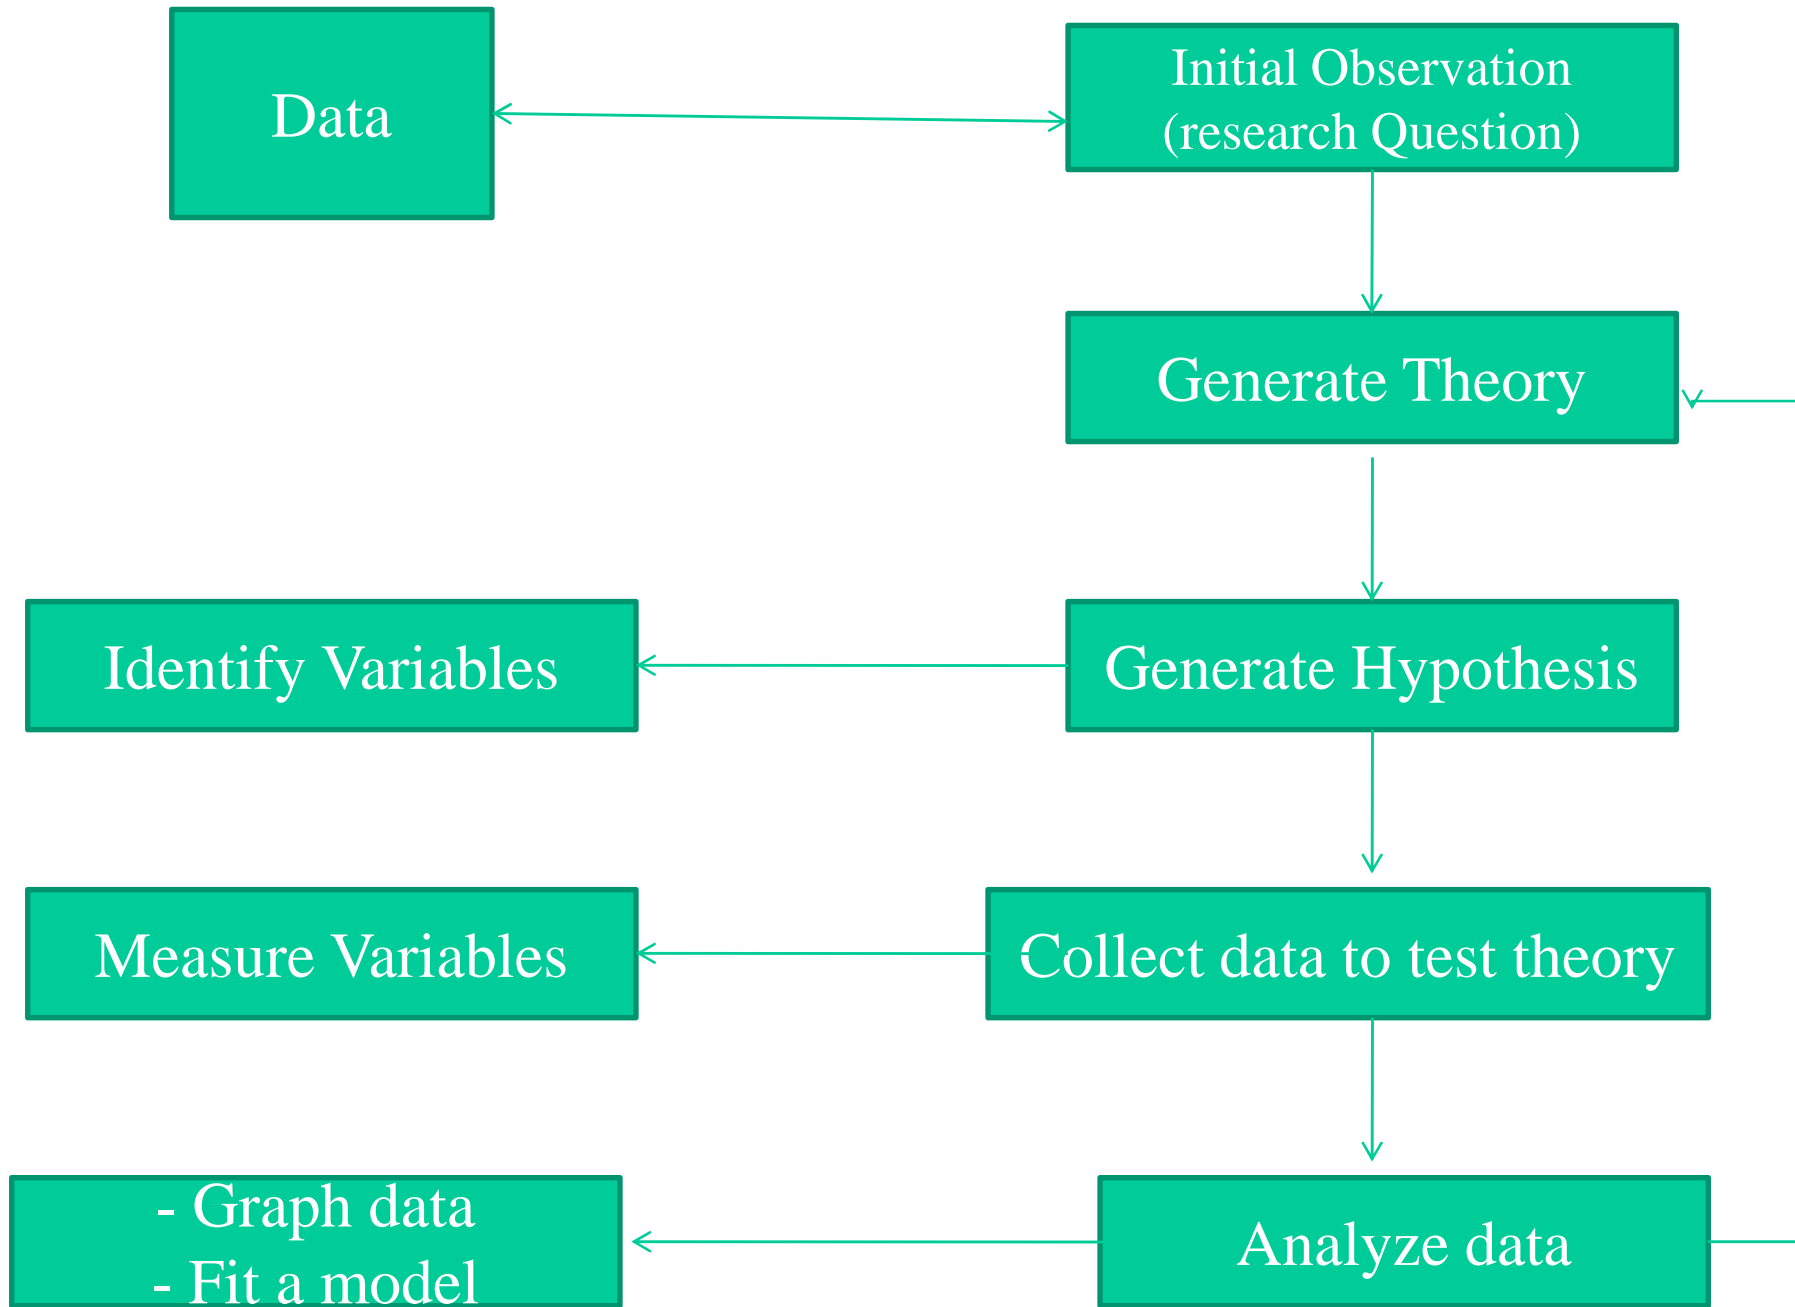 Data
Initial Observation
(research Question)
Generate Theory
Identify Variables
Generate Hypothesis
Measure Variables
Collect data to test theory
- Graph data
- Fit a model
Analyze data